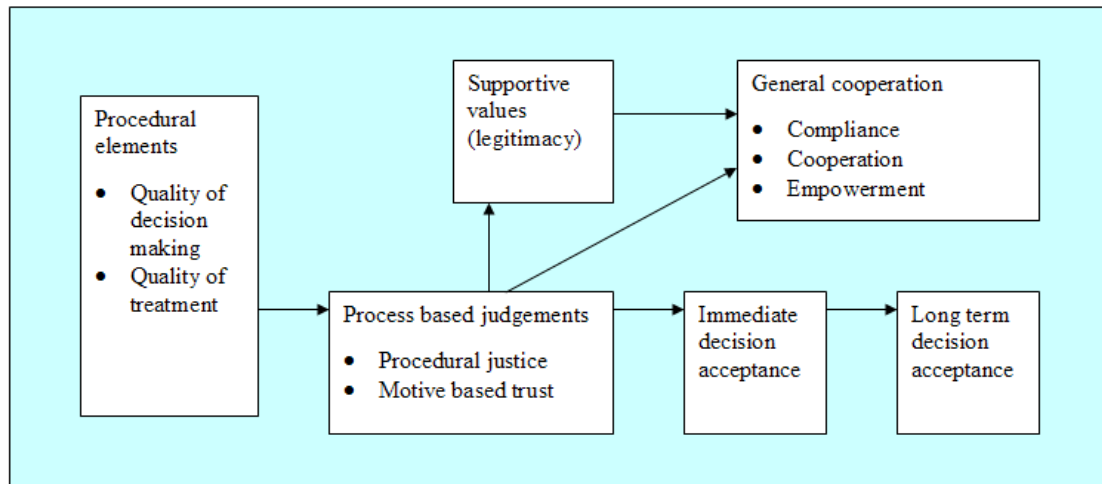 Procedural
elements
• Quality of
decision
making
• Quality of
treatment
Supportive
values
(legitimacy)
General cooperation
• Compliance
• Cooperation
• Empowerment
Process based judgements
• Procedural justice
• Motive based trust
Immediate
decision
acceptance
Long term
decision
acceptance